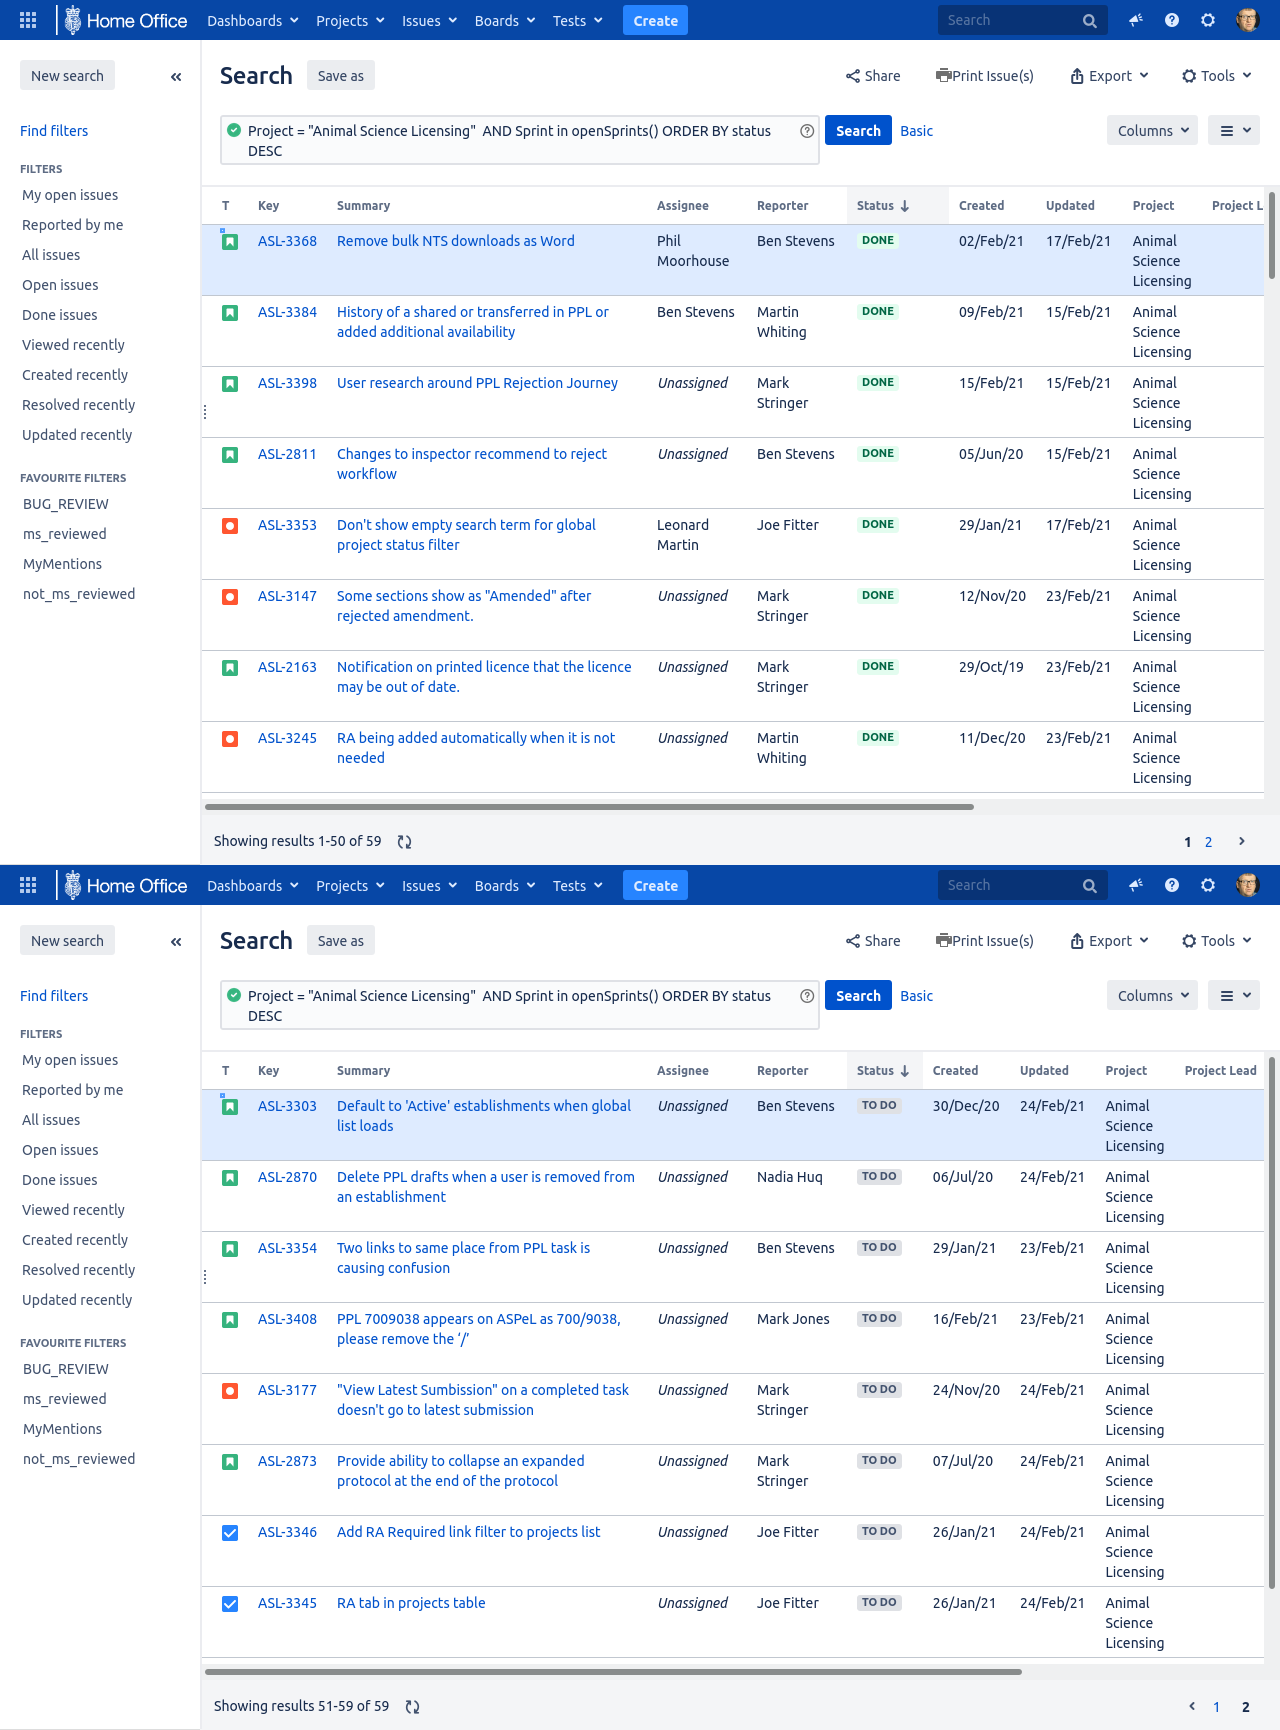 Home Office Dashboards Projects Issues Boards Tests Create Search
New search
Search Save as Share Print Issue(s) Export Tools
Find filters
Project = "Animal Science Licensing"  AND Sprint in openSprints() ORDER BY status
DESC
Search Basic Columns
FILTERS
My open issues
Reported by me
All issues
Open issues
Done issues
Viewed recently
Created recently
Resolved recently
Updated recently
FAVOURITE FILTERS
BUG_REVIEW
ms_reviewed
MyMentions
not_ms_reviewed
T Key Summary Assignee Reporter Status Created Updated Project Project L
ASL-3368 Remove bulk NTS downloads as Word Phil Ben Stevens DONE 02/Feb/21 17/Feb/21 Animal
Moorhouse Science
Licensing
ASL-3384 History of a shared or transferred in PPL or Ben Stevens Martin DONE 09/Feb/21 15/Feb/21 Animal
added additional availability Whiting Science
Licensing
ASL-3398 User research around PPL Rejection Journey Unassigned Mark DONE 15/Feb/21 15/Feb/21 Animal
Stringer Science
Licensing
ASL-2811 Changes to inspector recommend to reject Unassigned Ben Stevens DONE 05/Jun/20 15/Feb/21 Animal
workflow Science
Licensing
ASL-3353 Don't show empty search term for global Leonard Joe Fitter DONE 29/Jan/21 17/Feb/21 Animal
project status filter Martin Science
Licensing
ASL-3147 Some sections show as "Amended" after Unassigned Mark DONE 12/Nov/20 23/Feb/21 Animal
rejected amendment. Stringer Science
Licensing
ASL-2163 Notification on printed licence that the licence Unassigned Mark DONE 29/Oct/19 23/Feb/21 Animal
may be out of date. Stringer Science
Licensing
ASL-3245 RA being added automatically when it is not Unassigned Martin DONE 11/Dec/20 23/Feb/21 Animal
needed Whiting Science
Licensing
Showing results 1-50 of 59 1 2
Home Office Dashboards Projects Issues Boards Tests Create Search
New search
Search Save as Share Print Issue(s) Export Tools
Find filters
Project = "Animal Science Licensing"  AND Sprint in openSprints() ORDER BY status
DESC
Search Basic Columns
FILTERS
My open issues
Reported by me
All issues
Open issues
Done issues
Viewed recently
Created recently
Resolved recently
Updated recently
FAVOURITE FILTERS
BUG_REVIEW
ms_reviewed
MyMentions
not_ms_reviewed
T Key Summary Assignee Reporter Status Created Updated Project Project Lead
ASL-3303 Default to 'Active' establishments when global Unassigned Ben Stevens TO DO 30/Dec/20 24/Feb/21 Animal
list loads Science
Licensing
ASL-2870 Delete PPL drafts when a user is removed from Unassigned Nadia Huq TO DO 06/Jul/20 24/Feb/21 Animal
an establishment Science
Licensing
ASL-3354 Two links to same place from PPL task is Unassigned Ben Stevens TO DO 29/Jan/21 23/Feb/21 Animal
causing confusion Science
Licensing
ASL-3408 PPL 7009038 appears on ASPeL as 700/9038, Unassigned Mark Jones TO DO 16/Feb/21 23/Feb/21 Animal
please remove the ‘/’ Science
Licensing
ASL-3177 "View Latest Sumbission" on a completed task Unassigned Mark TO DO 24/Nov/20 24/Feb/21 Animal
doesn't go to latest submission Stringer Science
Licensing
ASL-2873 Provide ability to collapse an expanded Unassigned Mark TO DO 07/Jul/20 24/Feb/21 Animal
protocol at the end of the protocol Stringer Science
Licensing
ASL-3346 Add RA Required link filter to projects list Unassigned Joe Fitter TO DO 26/Jan/21 24/Feb/21 Animal
Science
Licensing
ASL-3345 RA tab in projects table Unassigned Joe Fitter TO DO 26/Jan/21 24/Feb/21 Animal
Science
Licensing
Showing results 51-59 of 59 1 2